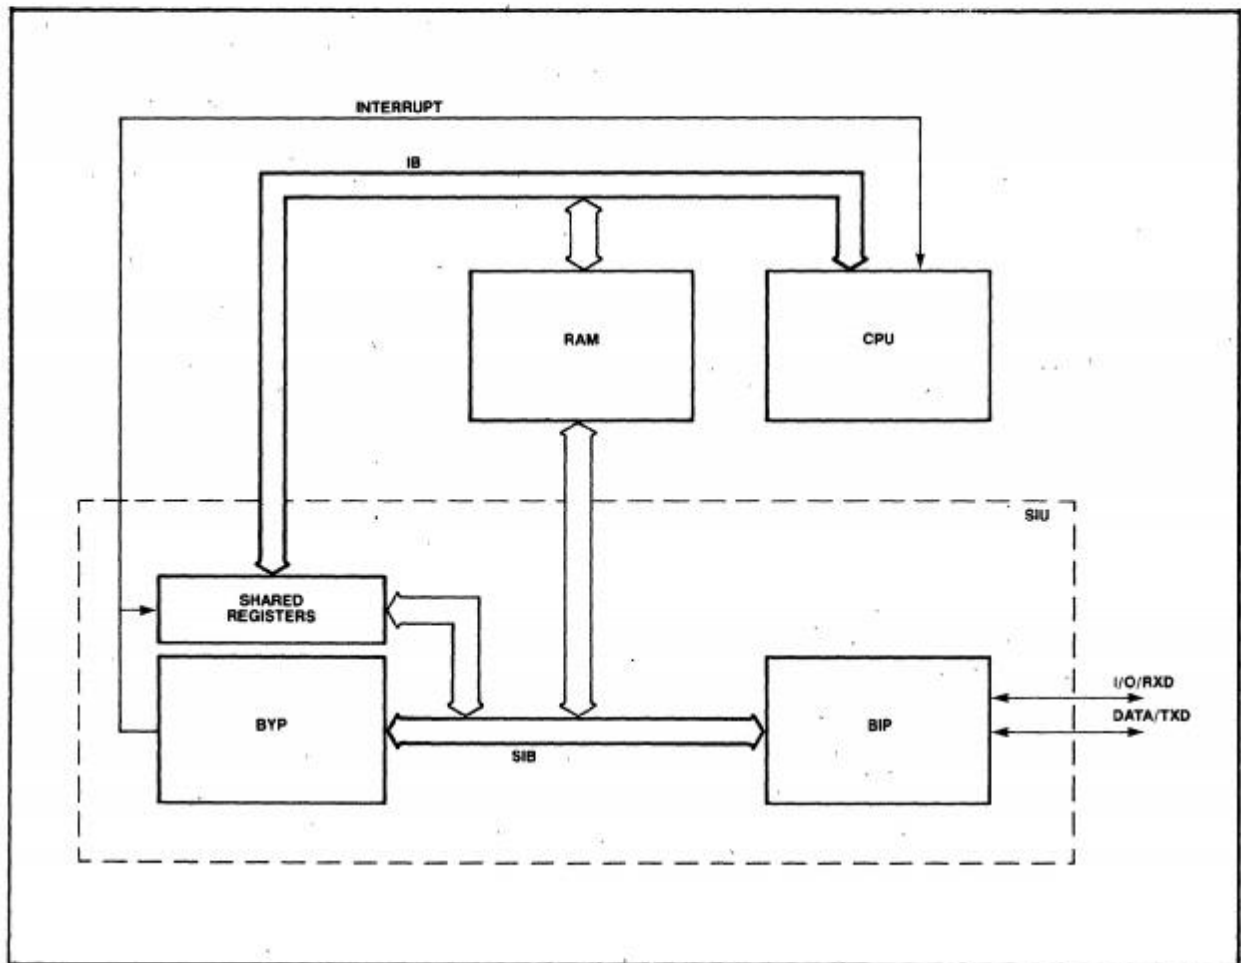 INTERRUPT
IB
RAM
CPU
SIU
SHARED
REGISTERS
I/O/RXD
DATA/TXD
BYP
BIP
SIB